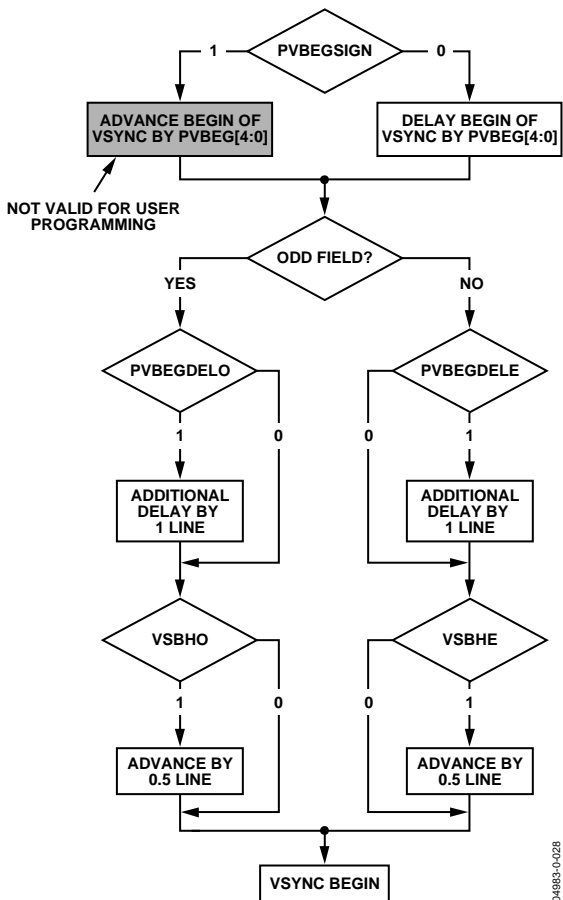 PVBEGSIGN
1
0
ADVANCE BEGIN OF
VSYNC BY PVBEG[4:0]
DELAY BEGIN OF
VSYNC BY PVBEG[4:0]
NOT VALID FOR USER
PROGRAMMING
ODD FIELD?
YES
NO
PVBEGDELO
PVBEGDELE
1
0
0
1
ADDITIONAL
DELAY BY
1 LINE
ADDITIONAL
DELAY BY
1 LINE
VSBHO
VSBHE
1
0
0
1
ADVANCE BY
0.5 LINE
ADVANCE BY
0.5 LINE
VSYNC BEGIN
04983-0-028